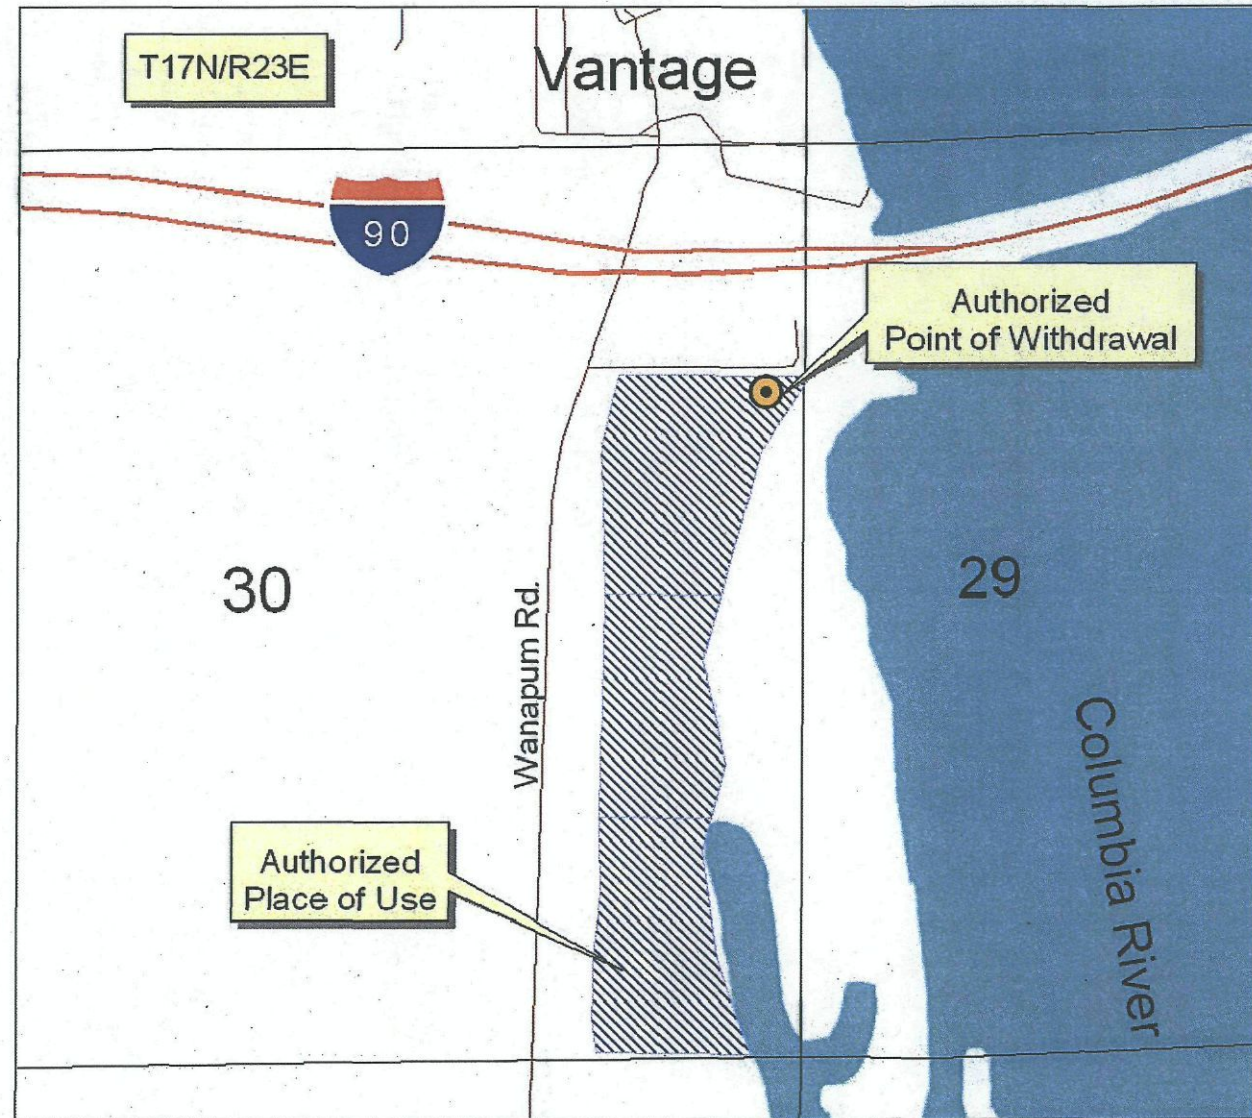 T17N/R23E
Vantage
90
Authorized
Point of Withdrawal
30
29
Wanapum Rd.
Columbia River
Authorized
Place of Use